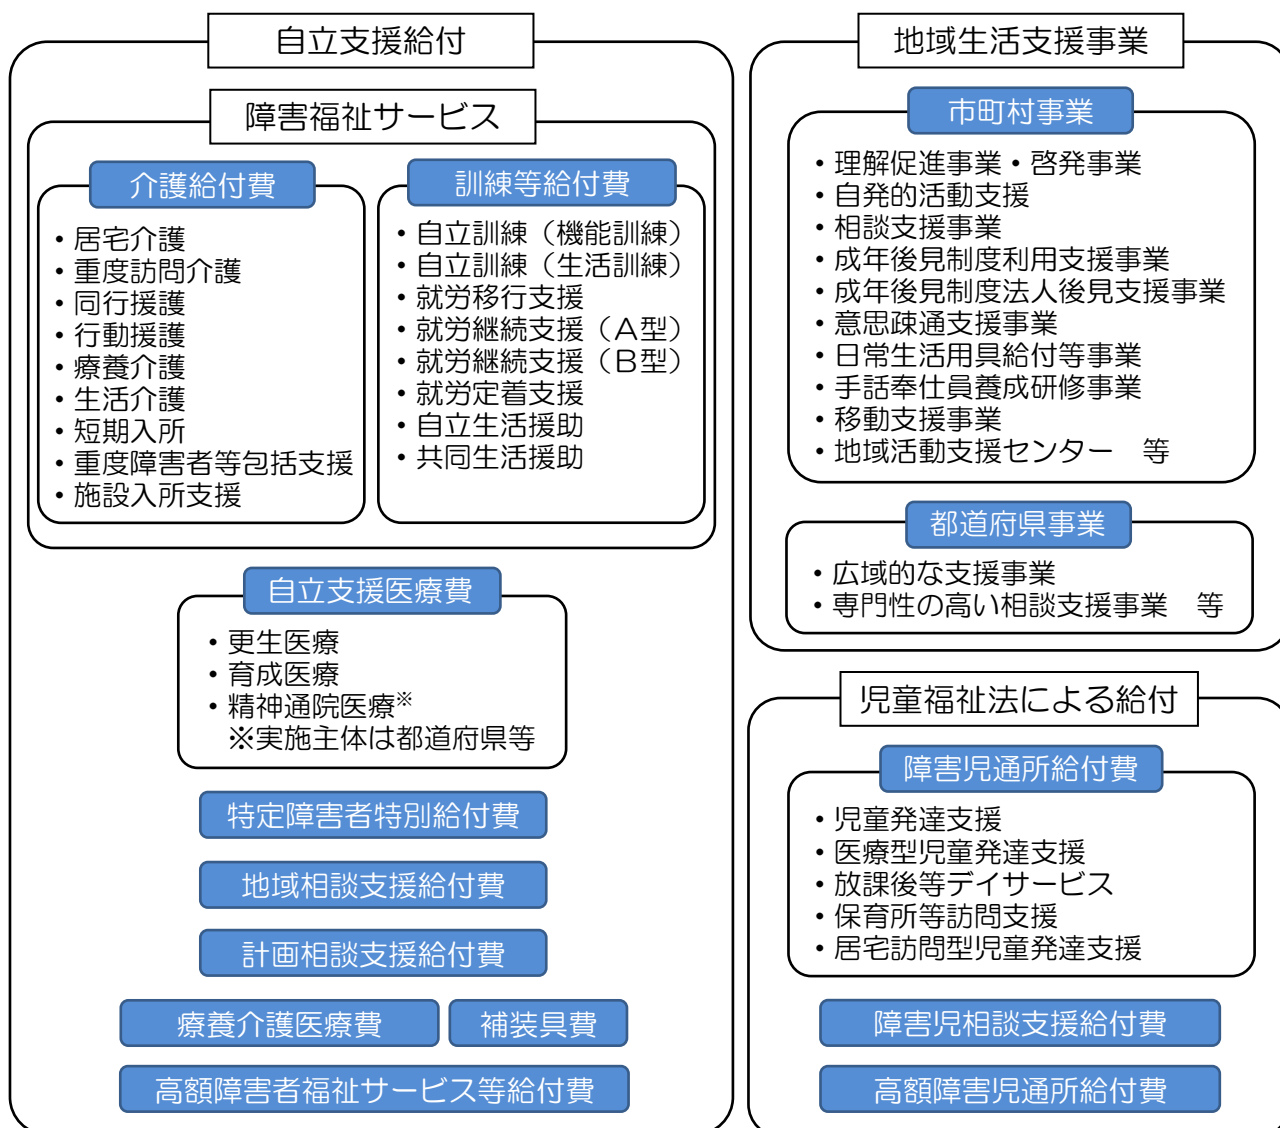 自立支援給付
障害福祉サービス
介護給付費
・居宅介護
・重度訪問介護
・同行援護
・行動援護
・療養介護
・生活介護
・短期入所
・重度障害者等包括支援
・施設入所支援
訓練等給付費
・自立訓練（機能訓練）
・自立訓練（生活訓練）
・就労移行支援
・就労継続支援（Ａ型）
・就労継続支援（Ｂ型）
・就労定着支援
・自立生活援助
・共同生活援助
自立支援医療費
・更生医療
・育成医療
・精神通院医療※
※実施主体は都道府県等
特定障害者特別給付費
地域相談支援給付費
計画相談支援給付費
療養介護医療費
補装具費
高額障害者福祉サービス等給付費
地域生活支援事業
市町村事業
・理解促進事業・啓発事業
・自発的活動支援
・相談支援事業
・成年後見制度利用支援事業
・成年後見制度法人後見支援事業
・意思疎通支援事業
・日常生活用具給付等事業
・手話奉仕員養成研修事業
・移動支援事業
・地域活動支援センター　等
都道府県事業
・広域的な支援事業
・専門性の高い相談支援事業　等
児童福祉法による給付
障害児通所給付費
・児童発達支援
・医療型児童発達支援
・放課後等デイサービス
・保育所等訪問支援
・居宅訪問型児童発達支援
障害児相談支援給付費
高額障害児通所給付費